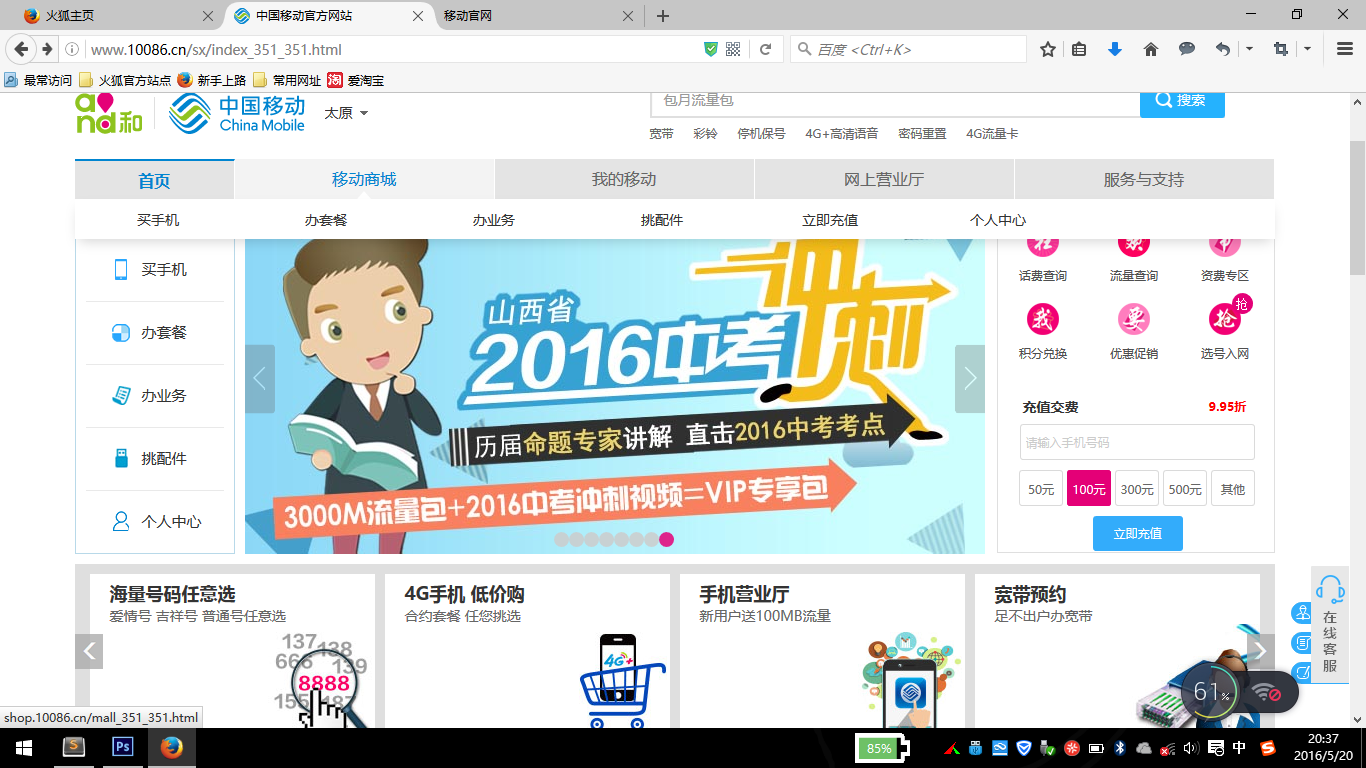 火狐主页
中国移动官方网站
移动官网
www.10086.cn/sx/index_351_351.html
百度 <Ctrl+K>
最常访问 火狐官方站点 新手上路 常用网址 淘 爱淘宝
and和 中国移动 China Mobile 太原
包月流量包 搜索
宽带 彩铃 停机保号 4G+高清语音 密码重置 4G流量卡
首页 移动商城 我的移动 网上营业厅 服务与支持
买手机 办套餐 办业务 挑配件 立即充值 个人中心
买手机
办套餐
办业务
挑配件
个人中心
山西省
2016中考
冲刺
历届命题专家讲解 直击2016中考考点
3000M流量包+2016中考冲刺视频=VIP专享包
话费查询 流量查询 资费专区
我 要 抢 抢
积分兑换 优惠促销 选号入网
充值交费 9.95折
请输入手机号码
50元 100元 300元 500元 其他
立即充值
海量号码任意选
爱情号 吉祥号 普通号任意选
137 138
666 139
8888
155 187
4G手机 低价购
合约套餐 任您挑选
4G+
手机营业厅
新用户送100MB流量
宽带预约
足不出户办宽带
在线客服
61%
shop.10086.cn/mall_351_351.html
S
Ps
85%
中
S
20:37
2016/5/20